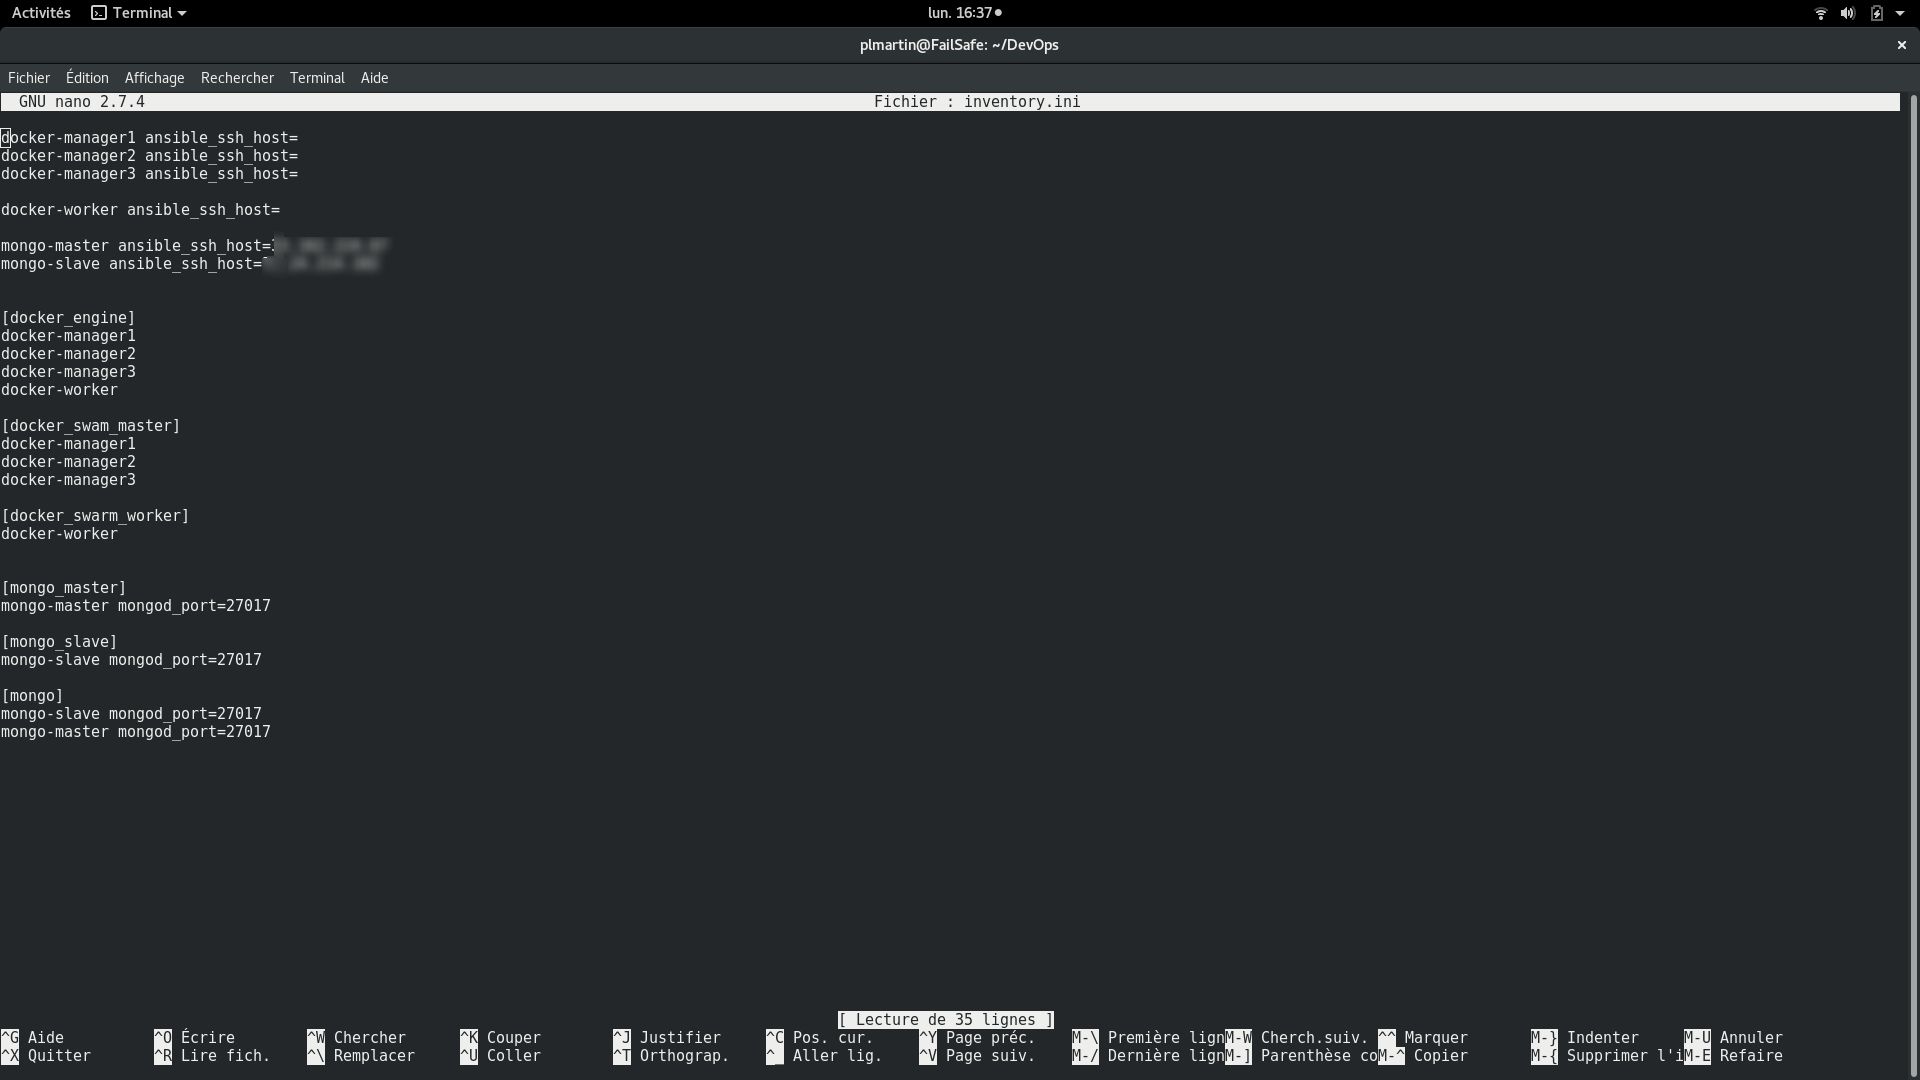 Activités Terminal lun. 16:37
plmartin@FailSafe: ~/DevOps
Fichier Édition Affichage Rechercher Terminal Aide
GNU nano 2.7.4 Fichier : inventory.ini
docker-manager1 ansible_ssh_host=
docker-manager2 ansible_ssh_host=
docker-manager3 ansible_ssh_host=
docker-worker ansible_ssh_host=
mongo-master ansible_ssh_host=
mongo-slave ansible_ssh_host=
[docker_engine]
docker-manager1
docker-manager2
docker-manager3
docker-worker
[docker_swam_master]
docker-manager1
docker-manager2
docker-manager3
[docker_swarm_worker]
docker-worker
[mongo_master]
mongo-master mongod_port=27017
[mongo_slave]
mongo-slave mongod_port=27017
[mongo]
mongo-slave mongod_port=27017
mongo-master mongod_port=27017
[ Lecture de 35 lignes ]
^G Aide ^O Écrire ^W Chercher ^K Couper ^J Justifier ^C Pos. cur. ^Y Page préc. M-\ Première lign M-W Cherch.suiv. ^^ Marquer M-} Indenter M-U Annuler
^X Quitter ^R Lire fich. ^\ Remplacer ^U Coller ^T Orthograp. ^_ Aller lig. ^V Page suiv. M-/ Dernière lign M-] Parenthèse co M-^ Copier M-{ Supprimer l'i M-E Refaire